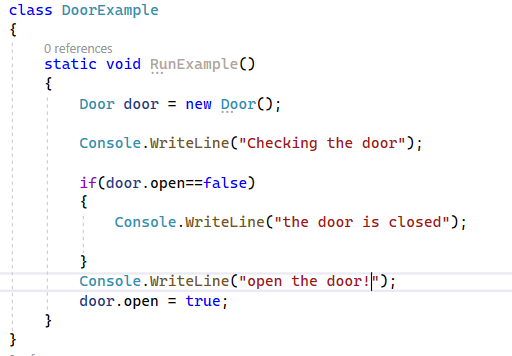 class DoorExample
{
0 references
static void RunExample()
{
Door door = new Door();
Console.WriteLine("Checking the door");
if(door.open==false)
{
Console.WriteLine("the door is closed");
}
Console.WriteLine("open the door!");
door.open = true;
}
}